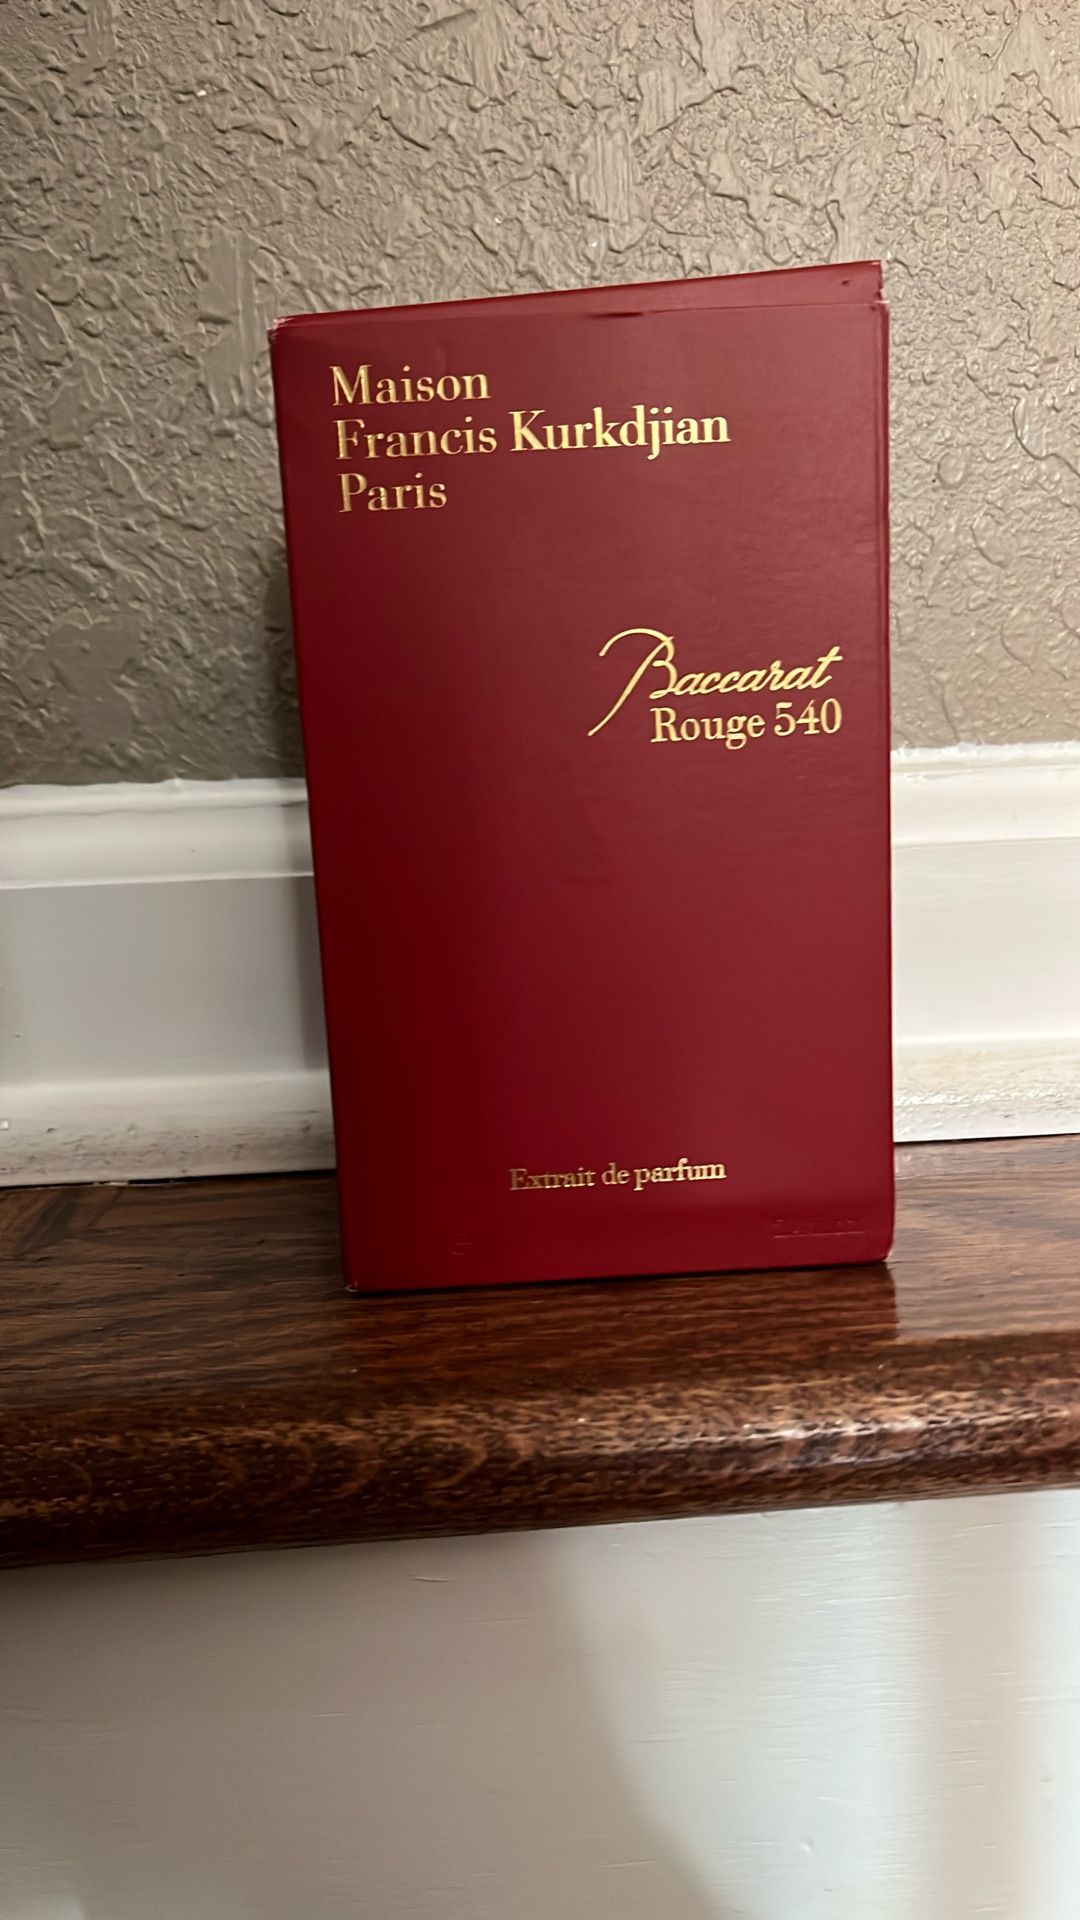 Maison
Francis Kurkdjian
Paris
Baccarat
Rouge 540
Extrait de parfum